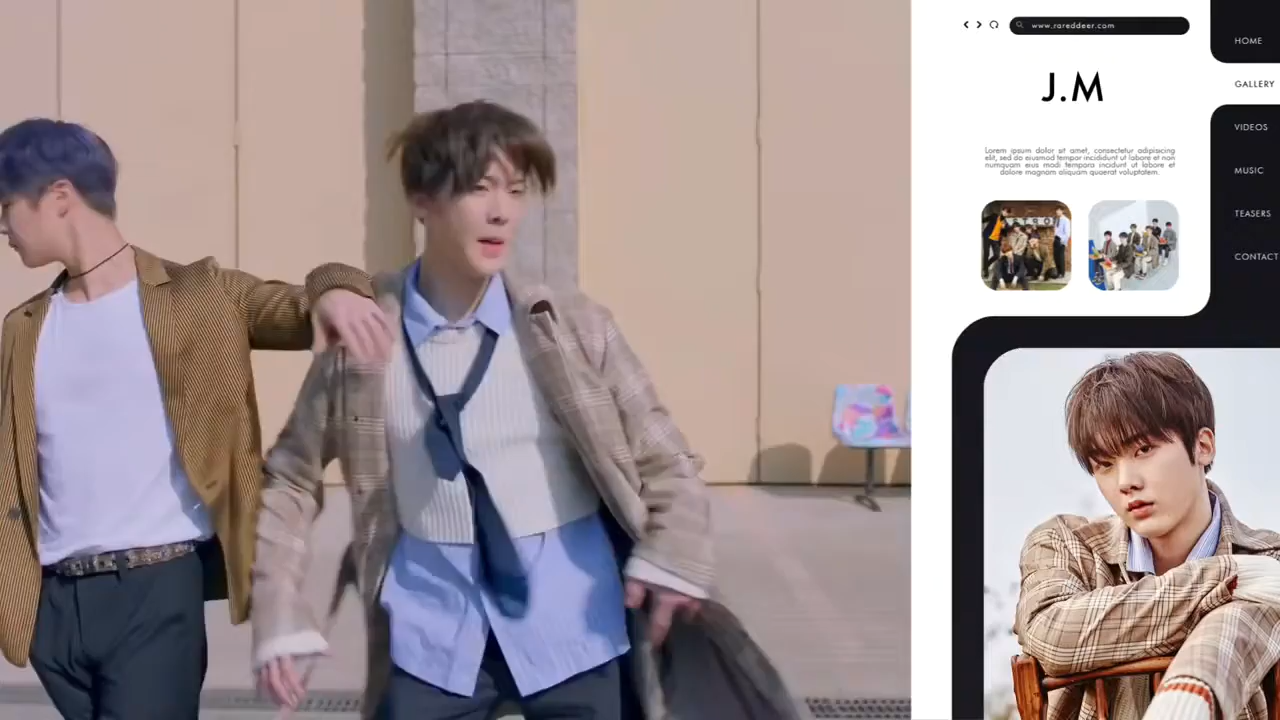 www.rareddeer.com
HOME
J.M
GALLERY
VIDEOS
Lorem ipsum dolor sit amet, consectetur adipisicing
elit, sed do eiusmod tempor incididunt ut labore et non
numquam eius modi tempora incidunt ut labore et
dolore magnam aliquam quaerat voluptatem.
MUSIC
TEASERS
CONTACT